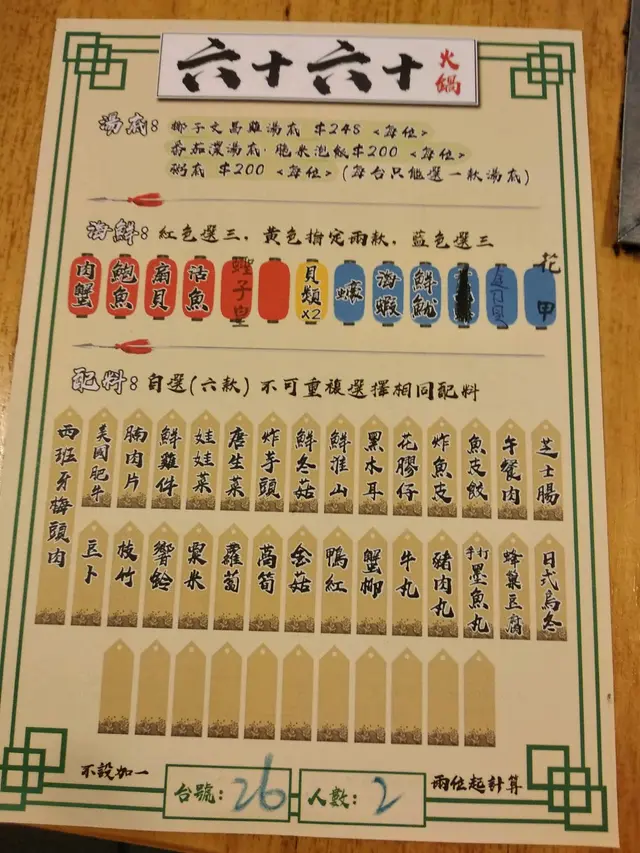 六十六十 火鍋
湯底: 椰子文昌雞湯底 $248 <每位>
番茄濃湯底·脆米泡飯$200 <每位>
粥底 $200 <每位> (每台只能選一款湯底)
海鮮: 紅色選三, 黃色指定兩款, 藍色選三
肉蟹 鮑魚 扇貝 活魚 蟶子皇 貝類x2 蠔 海蝦 鮮魷 花甲
配料: 自選(六款) 不可重複選擇相同配料
西班牙梅頭肉 美國肥牛 腩肉片 鮮雞件 娃娃菜 唐生菜 炸芋頭 鮮冬菇 鮮淮山 黑木耳 花膠仔 炸魚皮 魚皮餃 午餐肉 芝士腸
豆卜 枝竹 響鈴 粟米 蘿蔔 萵筍 金菇 鴨紅 蟹柳 牛丸 豬肉丸 手打墨魚丸 蜂巢豆腐 日式烏冬
不設加一 台號: 26 人數: 2 兩位起計算